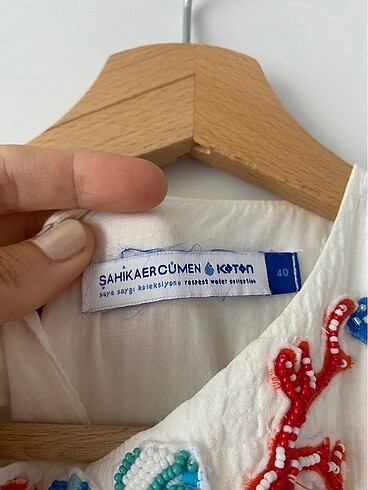 ŞAHİKAERCÜMEN KOTON
suya saygı koleksiyonu respect water collection
40